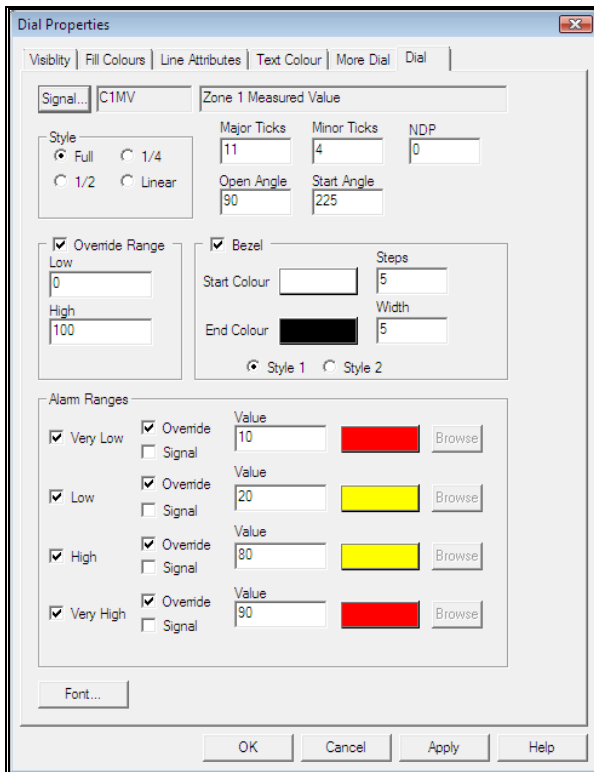 Dial Properties
Visiblity Fill Colours Line Attributes Text Colour More Dial Dial
Signal... C1MV Zone 1 Measured Value
Style
Full 1/4
1/2 Linear
Major Ticks Minor Ticks NDP
11 4 0
Open Angle Start Angle
90 225
Override Range
Low
0
High
100
Bezel
Steps
Start Colour 5
Width
End Colour 5
Style 1 Style 2
Alarm Ranges
Value
Very Low Override 10 Browse
Signal
Value
Low Override 20 Browse
Signal
Value
High Override 80 Browse
Signal
Value
Very High Override 90 Browse
Signal
Font...
OK Cancel Apply Help